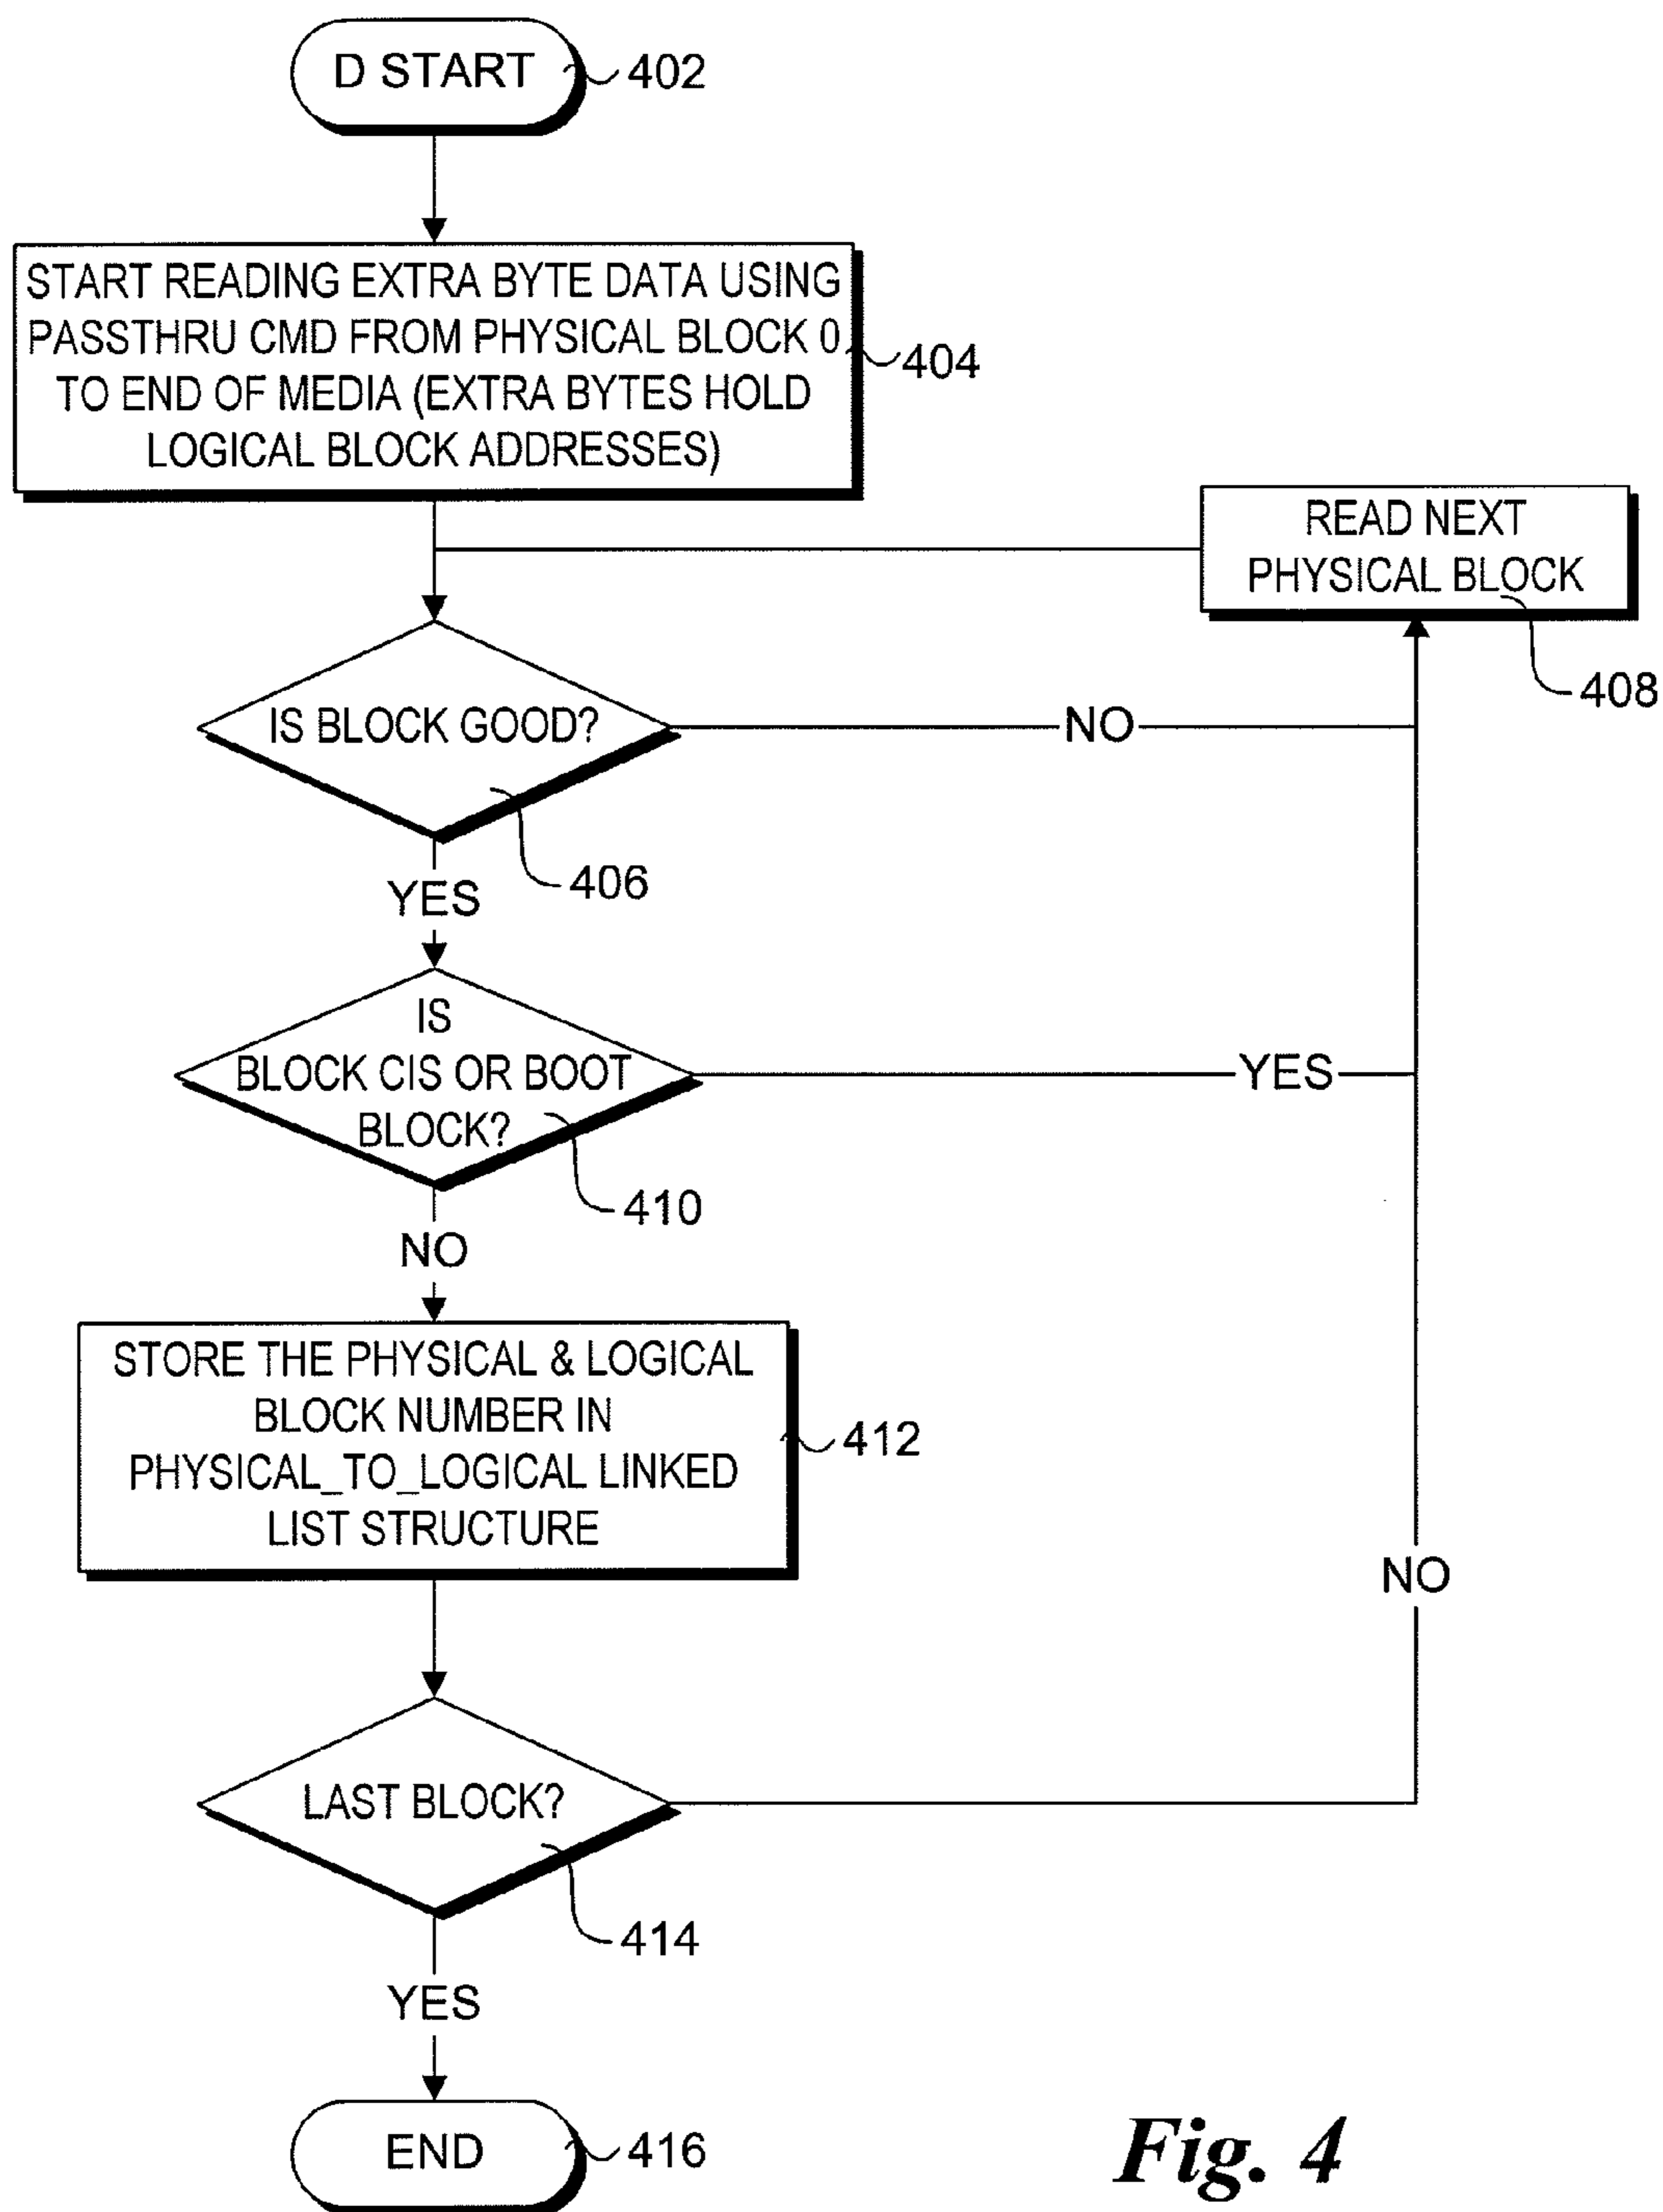 D START
402
START READING EXTRA BYTE DATA USING
PASSTHRU CMD FROM PHYSICAL BLOCK 0
TO END OF MEDIA (EXTRA BYTES HOLD
LOGICAL BLOCK ADDRESSES)
404
READ NEXT
PHYSICAL BLOCK
408
IS BLOCK GOOD?
NO
406
YES
IS
BLOCK CIS OR BOOT
BLOCK?
YES
410
NO
STORE THE PHYSICAL & LOGICAL
BLOCK NUMBER IN
PHYSICAL_TO_LOGICAL LINKED
LIST STRUCTURE
412
NO
LAST BLOCK?
414
YES
END
416
Fig. 4